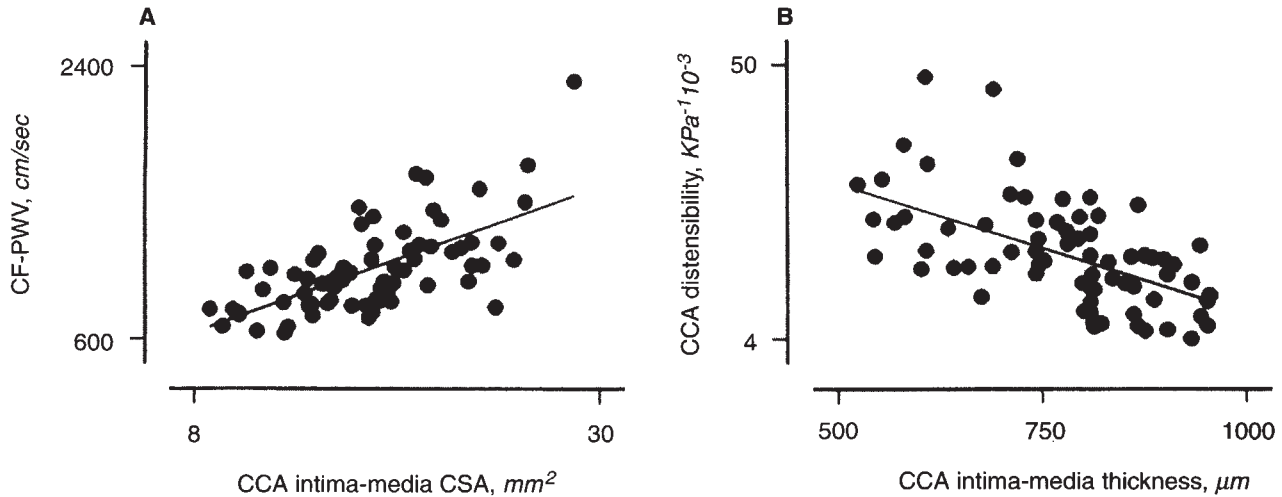 A
2400
CF-PWV, cm/sec
600
8
30
CCA intima-media CSA, mm²
B
50
CCA distensibility, KPa⁻¹10⁻³
4
500
750
1000
CCA intima-media thickness, μm